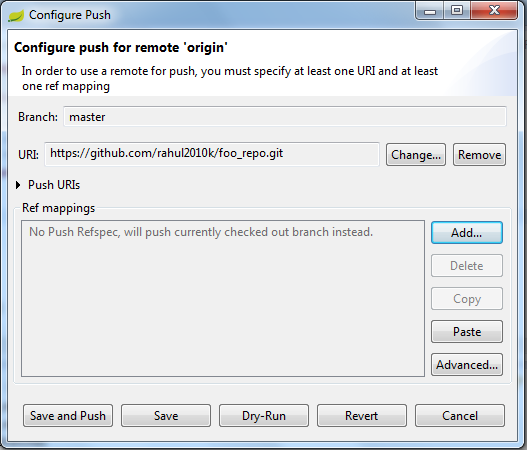 Configure Push
Configure push for remote 'origin'
In order to use a remote for push, you must specify at least one URI and at least
one ref mapping
Branch: master
URI: https://github.com/rahul2010k/foo_repo.git Change... Remove
Push URIs
Ref mappings
No Push Refspec, will push currently checked out branch instead.
Add...
Delete
Copy
Paste
Advanced...
Save and Push Save Dry-Run Revert Cancel